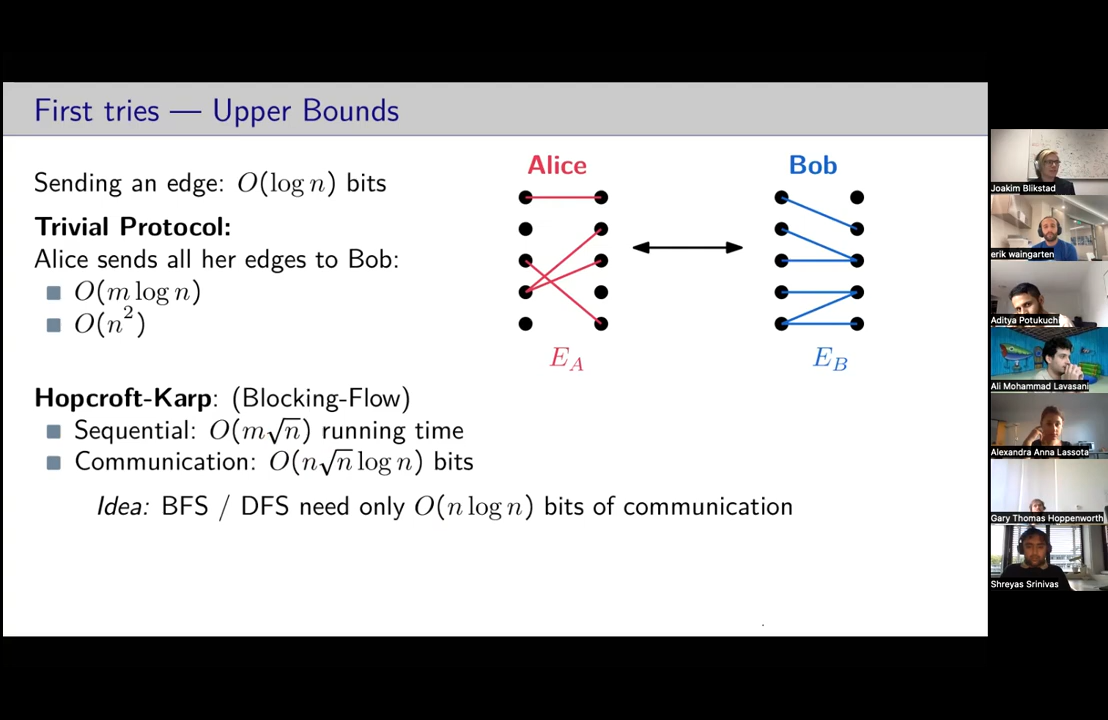 First tries — Upper Bounds
Sending an edge: O(log n) bits
Trivial Protocol:
Alice sends all her edges to Bob:
O(m log n)
O(n²)
Alice
Bob
E_A
E_B
Hopcroft-Karp: (Blocking-Flow)
Sequential: O(m√n) running time
Communication: O(n√n log n) bits
Idea: BFS / DFS need only O(n log n) bits of communication
Joakim Blikstad
erik waingarten
Aditya Potukuchi
Ali Mohammad Lavasani
Alexandra Anna Lassota
Gary Thomas Hoppenworth
Shreyas Srinivas